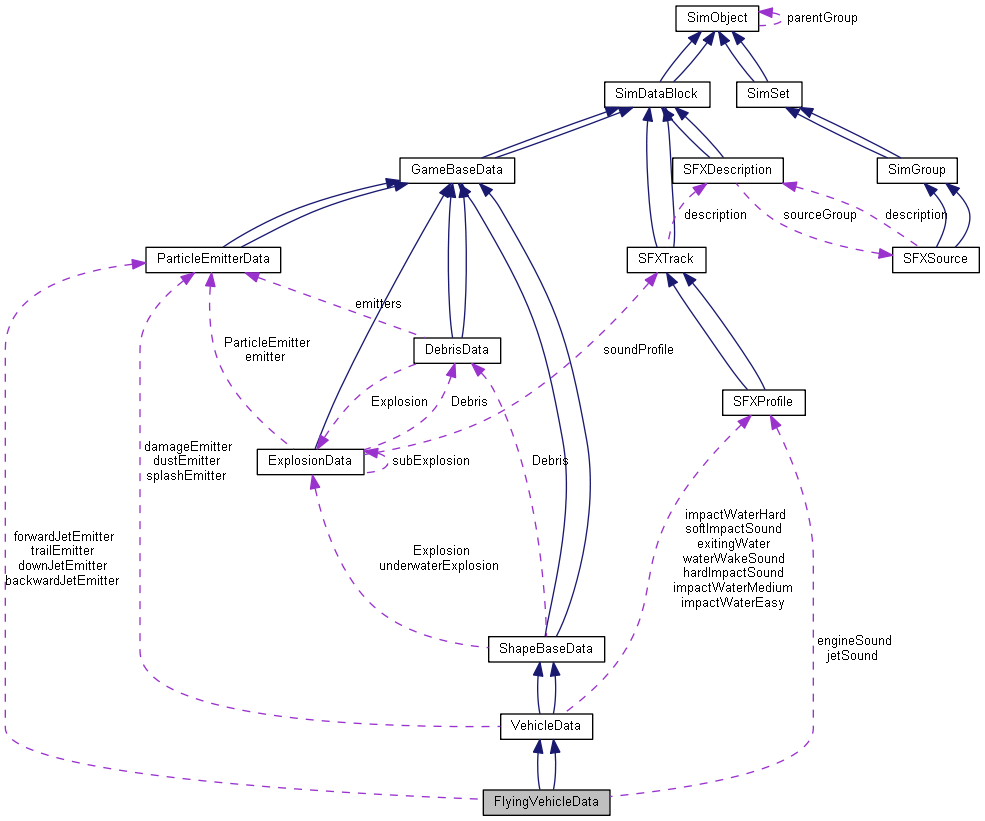 SimObject
parentGroup
SimDataBlock
SimSet
GameBaseData
SFXDescription
SimGroup
description
sourceGroup
description
ParticleEmitterData
SFXTrack
SFXSource
emitters
ParticleEmitter
emitter
DebrisData
soundProfile
Explosion
Debris
SFXProfile
damageEmitter
dustEmitter
splashEmitter
ExplosionData
subExplosion
Debris
forwardJetEmitter
trailEmitter
downJetEmitter
backwardJetEmitter
Explosion
underwaterExplosion
impactWaterHard
softImpactSound
exitingWater
waterWakeSound
hardImpactSound
impactWaterMedium
impactWaterEasy
ShapeBaseData
engineSound
jetSound
VehicleData
FlyingVehicleData